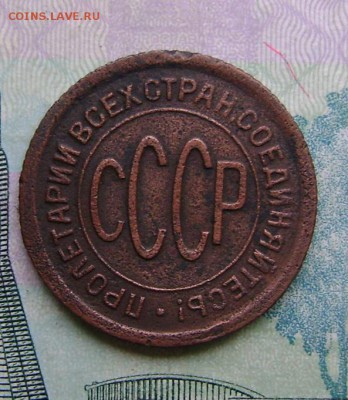 COINS.LAVE.RU
ПРОЛЕТАРИИ ВСЕХ СТРАН, СОЕДИНЯЙТЕСЬ!
СССР